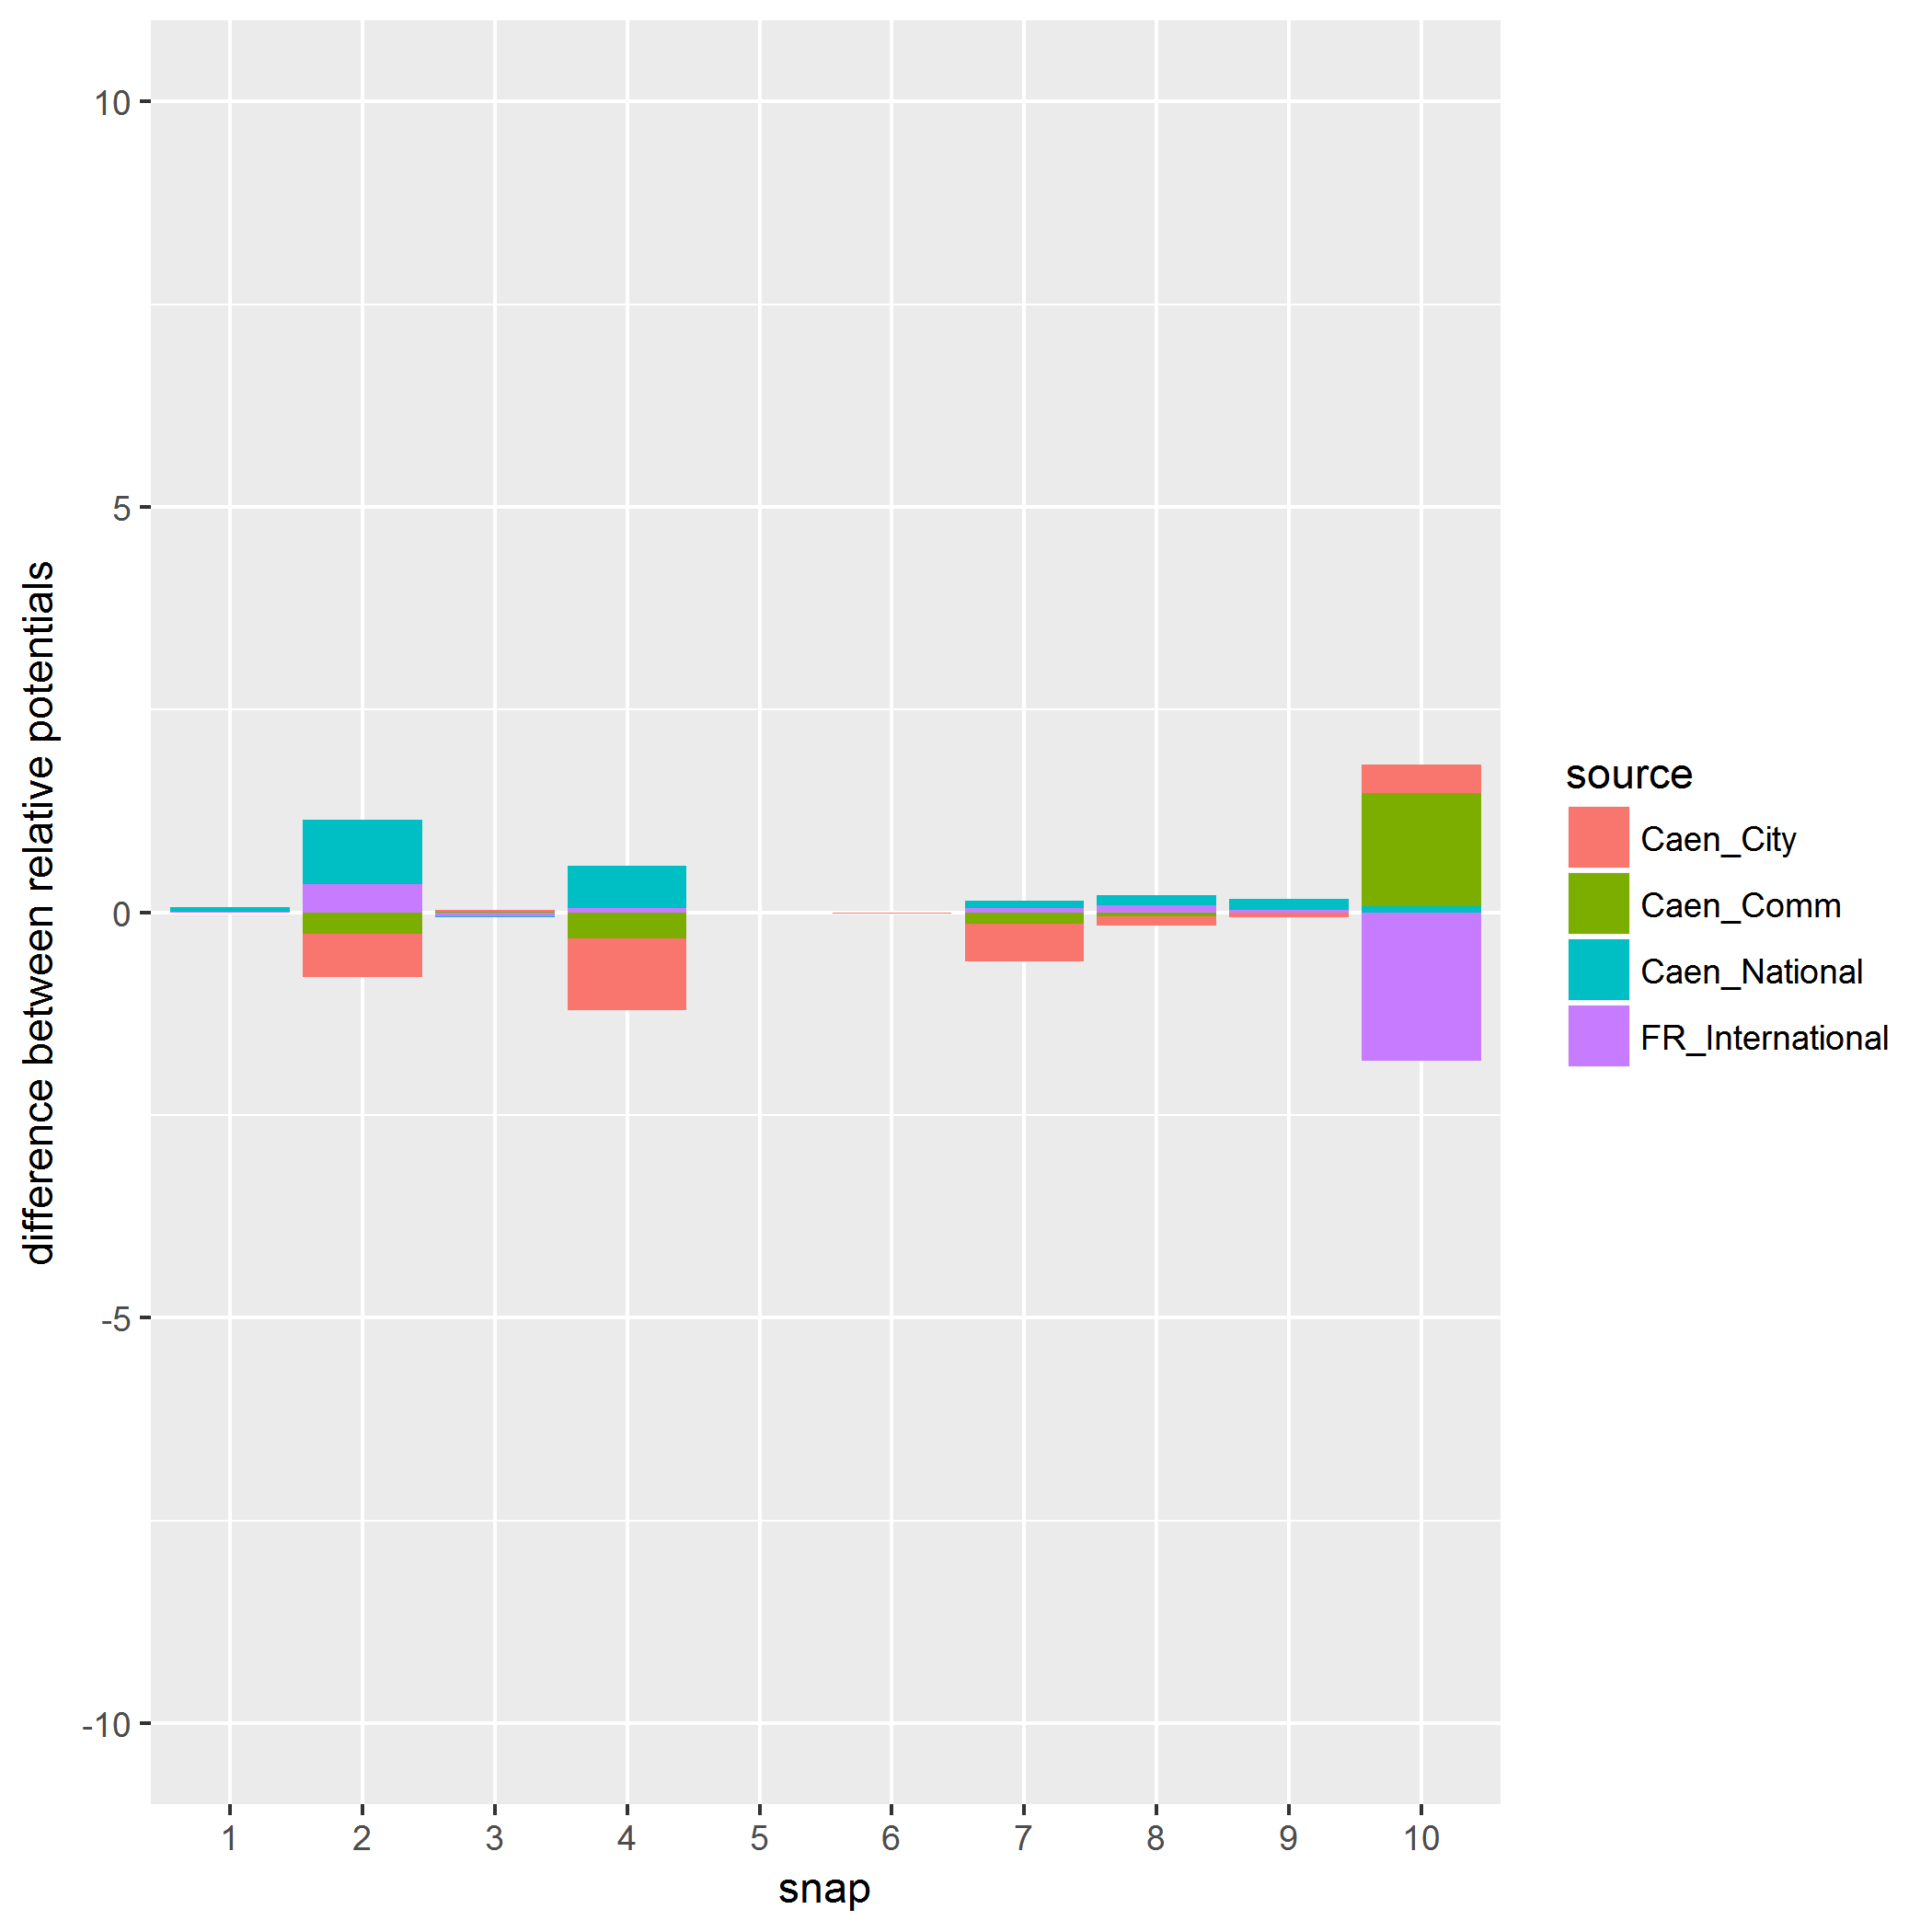 10
5
0
-5
-10
difference between relative potentials
1 2 3 4 5 6 7 8 9 10
snap
source
Caen_City
Caen_Comm
Caen_National
FR_International